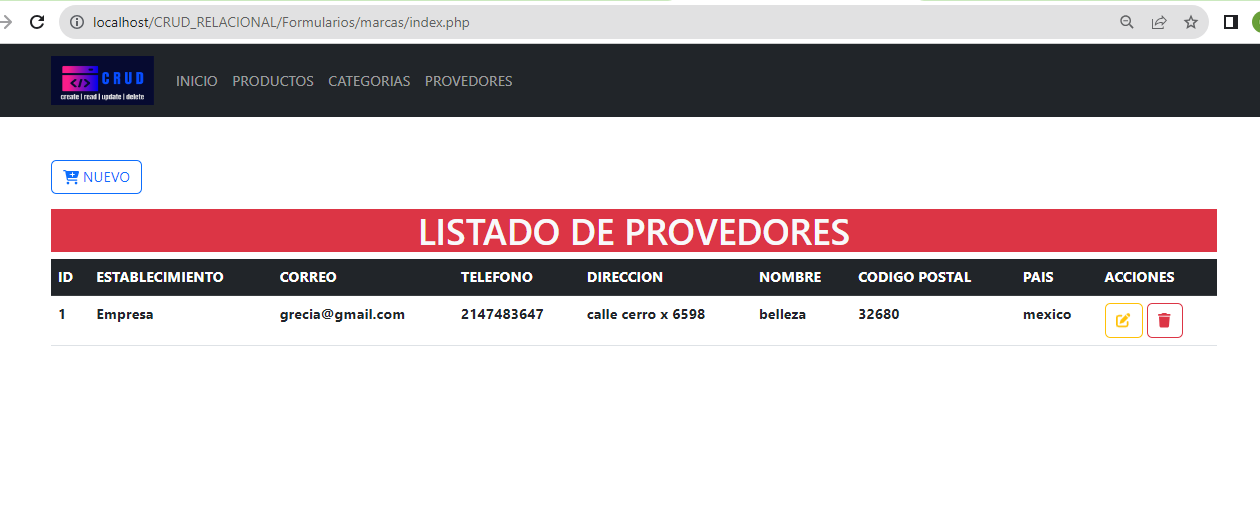 localhost/CRUD_RELACIONAL/Formularios/marcas/index.php
</> CRUD
create | read | update | delete
INICIO PRODUCTOS CATEGORIAS PROVEDORES
NUEVO
LISTADO DE PROVEDORES
ID ESTABLECIMIENTO CORREO TELEFONO DIRECCION NOMBRE CODIGO POSTAL PAIS ACCIONES
1 Empresa grecia@gmail.com 2147483647 calle cerro x 6598 belleza 32680 mexico